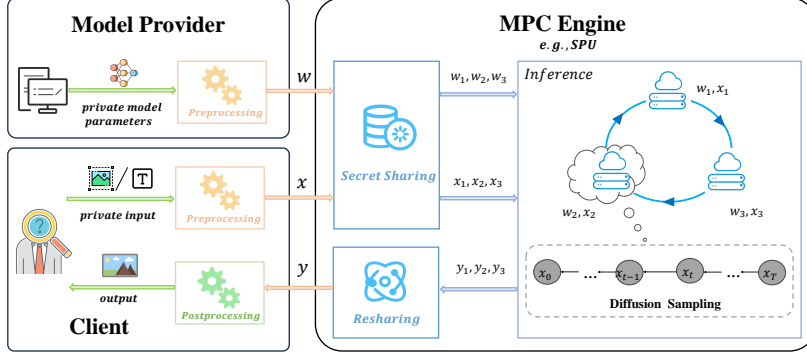 Model Provider
private model
parameters
Preprocessing
w
Client
T
private input
Preprocessing
x
output
Postprocessing
y
MPC Engine
e.g.,SPU
Secret Sharing
Resharing
w₁, w₂, w₃
x₁, x₂, x₃
y₁, y₂, y₃
Inference
w₁, x₁
w₂, x₂
w₃, x₃
x₀ ... xₜ₋₁ xₜ ... x_T
Diffusion Sampling